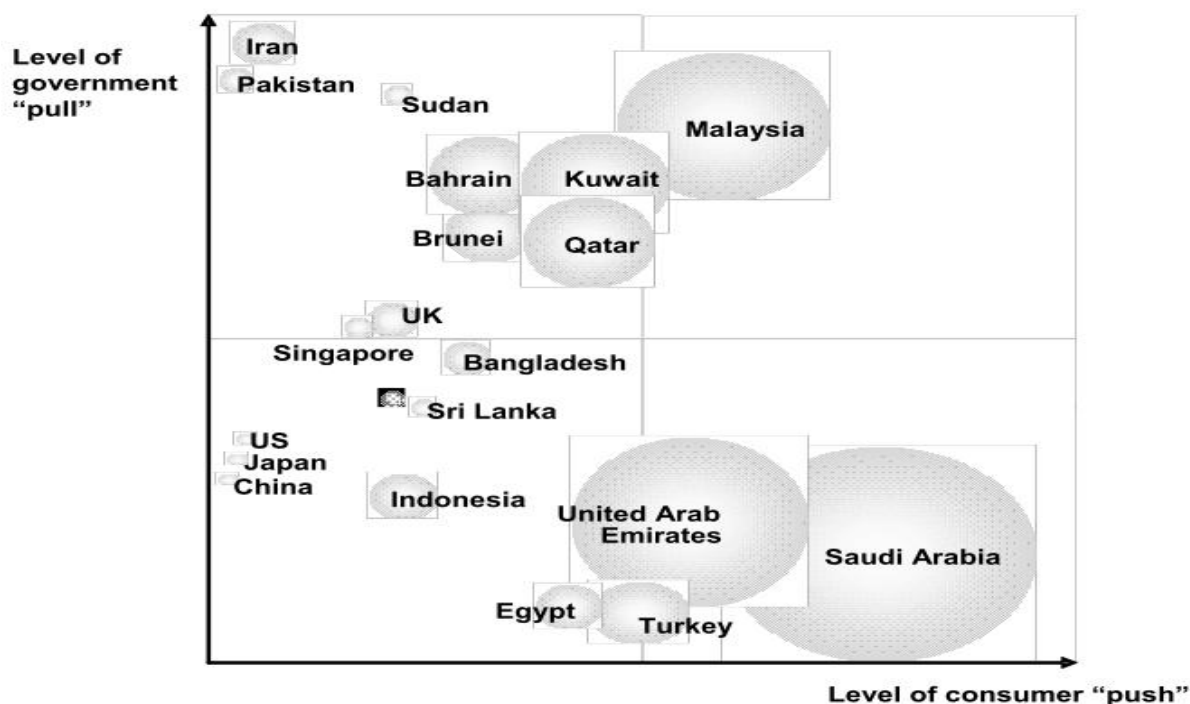 Level of
government
“pull”
Iran
Pakistan
Sudan
Malaysia
Bahrain
Kuwait
Brunei
Qatar
UK
Singapore
Bangladesh
Sri Lanka
US
Japan
China
Indonesia
United Arab
Emirates
Saudi Arabia
Egypt
Turkey
Level of consumer “push”